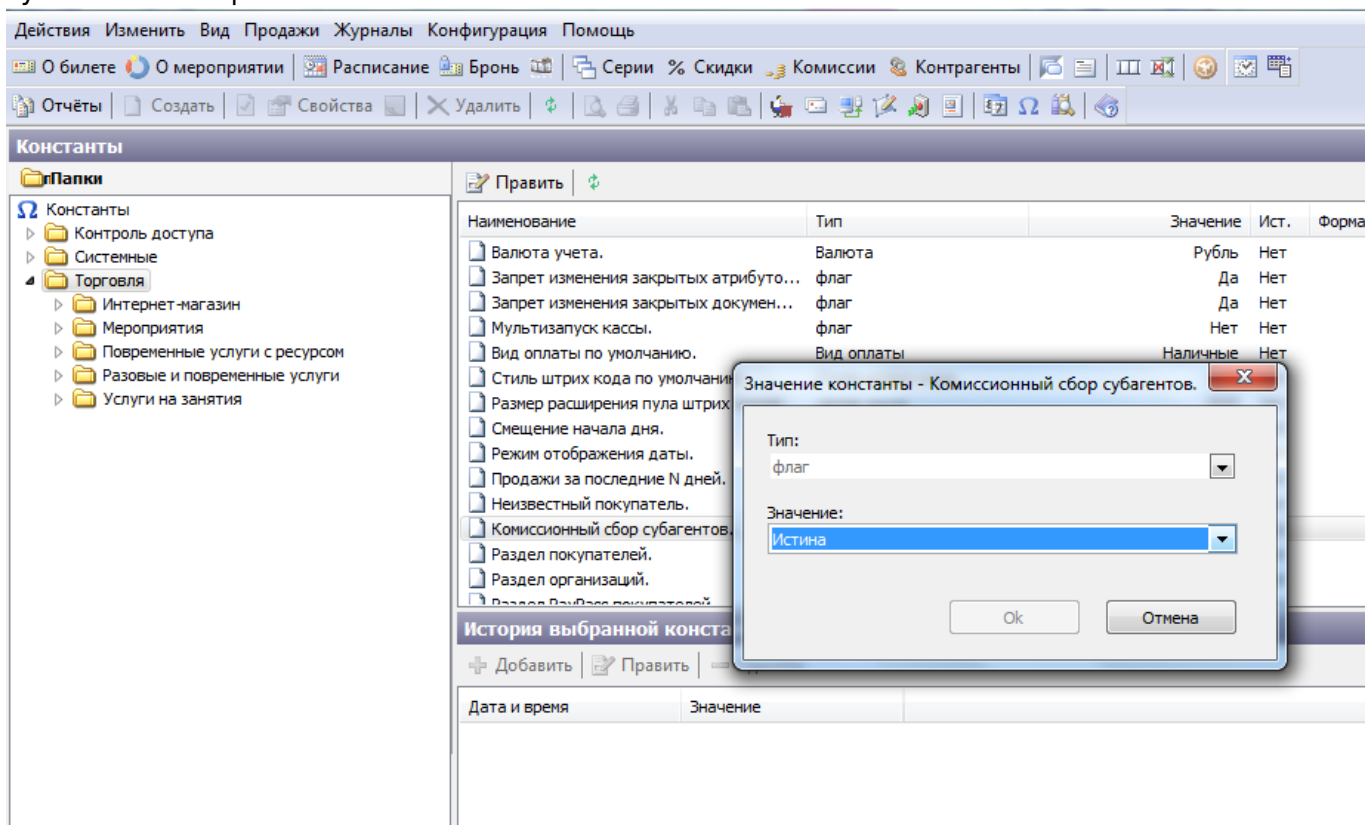 Действия Изменить Вид Продажи Журналы Конфигурация Помощь
О билете О мероприятии Расписание Бронь Серии % Скидки Комиссии Контрагенты
Отчёты Создать Свойства Удалить
Константы
Папки
Править
Константы
Контроль доступа
Системные
Торговля
Интернет-магазин
Мероприятия
Повременные услуги с ресурсом
Разовые и повременные услуги
Услуги на занятия
Наименование Тип Значение Ист. Форма
Валюта учета. Валюта Рубль Нет
Запрет изменения закрытых атрибуто... флаг Да Нет
Запрет изменения закрытых докумен... флаг Да Нет
Мультизапуск кассы. флаг Нет Нет
Вид оплаты по умолчанию. Вид оплаты Наличные Нет
Стиль штрих кода по умолчани
Размер расширения пула штрих
Смещение начала дня.
Режим отображения даты.
Продажи за последние N дней.
Неизвестный покупатель.
Комиссионный сбор субагентов.
Раздел покупателей.
Раздел организаций.
Раздел PayPass покупателей
Значение константы - Комиссионный сбор субагентов.
Тип:
флаг
Значение:
Истина
Ok Отмена
История выбранной конста
Добавить Править
Дата и время Значение